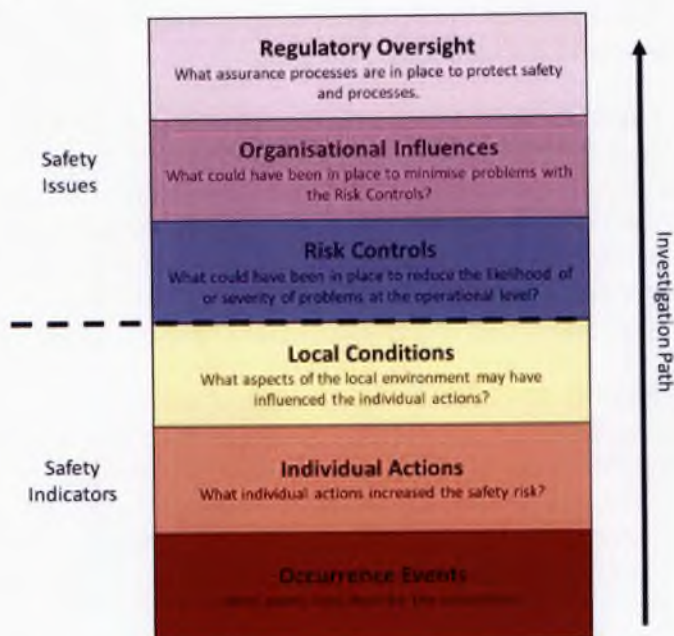 Regulatory Oversight
What assurance processes are in place to protect safety
and processes.
Safety
Issues
Organisational Influences
What could have been in place to minimise problems with
the Risk Controls?
Risk Controls
What could have been in place to reduce the likelihood of
or severity of problems at the operational level?
Local Conditions
What aspects of the local environment may have
influenced the individual actions?
Safety
Indicators
Individual Actions
What individual actions increased the safety risk?
Occurrence Events
Investigation Path